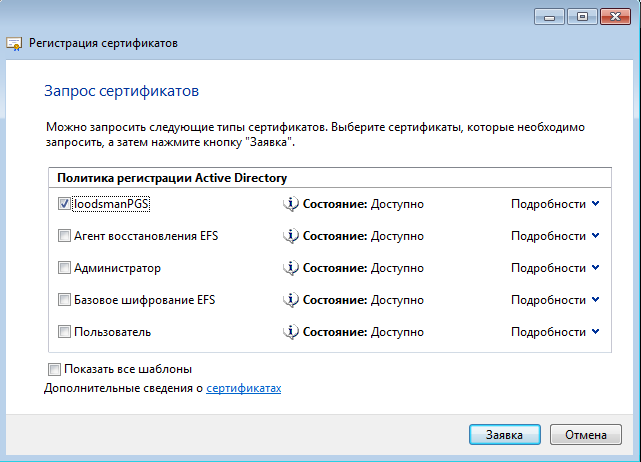 Регистрация сертификатов
Запрос сертификатов
Можно запросить следующие типы сертификатов. Выберите сертификаты, которые необходимо
запросить, а затем нажмите кнопку "Заявка".
Политика регистрации Active Directory
loodsmanPGS Состояние: Доступно Подробности
Агент восстановления EFS Состояние: Доступно Подробности
Администратор Состояние: Доступно Подробности
Базовое шифрование EFS Состояние: Доступно Подробности
Пользователь Состояние: Доступно Подробности
Показать все шаблоны
Дополнительные сведения о сертификатах
Заявка Отмена